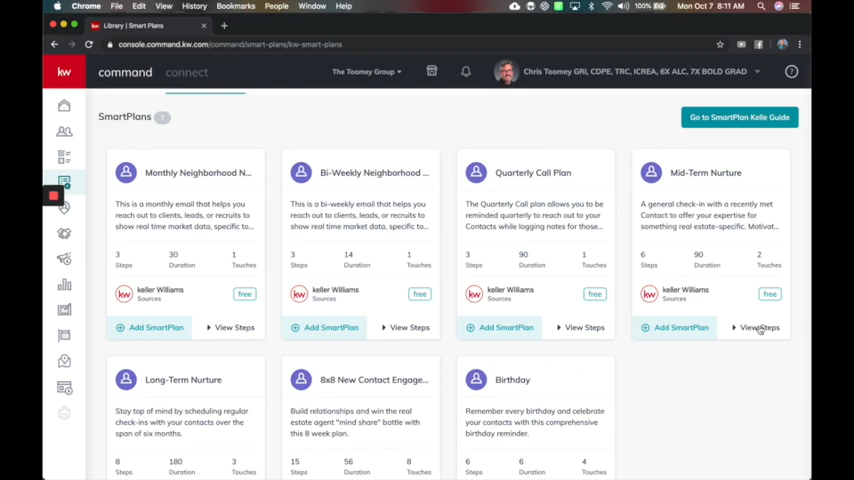 Chrome File Edit View History Bookmarks People Window Help
100%
Mon Oct 7 8:11 AM
Library | Smart Plans
console.command.kw.com/command/smart-plans/kw-smart-plans
kw command connect The Toomey Group Chris Toomey GRI, CDPE, TRC, ICREA, 6X ALC, 7X BOLD GRAD
SmartPlans 7 Go to SmartPlan Kelle Guide
Monthly Neighborhood N...
This is a monthly email that helps you
reach out to clients, leads, or recruits to
show real time market data, specific to...
3 30 1
Steps Duration Touches
kw keller Williams free
Sources
Add SmartPlan View Steps
Bi-Weekly Neighborhood ...
This is a bi-weekly email that helps you
reach out to clients, leads, or recruits to
show real time market data, specific to...
3 14 1
Steps Duration Touches
kw keller Williams free
Sources
Add SmartPlan View Steps
Quarterly Call Plan
The Quarterly Call plan allows you to
be reminded quarterly to reach out to your
Contacts while logging notes for those...
3 90 1
Steps Duration Touches
kw keller Williams free
Sources
Add SmartPlan View Steps
Mid-Term Nurture
A general check-in with a recently met
Contact to offer your expertise for
something real estate-specific. Motivat...
6 90 2
Steps Duration Touches
kw keller Williams free
Sources
Add SmartPlan View Steps
Long-Term Nurture
Stay top of mind by scheduling regular
check-ins with your contacts over the
span of six months.
8 180 3
Steps Duration Touches
8x8 New Contact Engage...
Build relationships and win the real
estate agent "mind share" battle with
this 8 week plan.
15 56 8
Steps Duration Touches
Birthday
Remember every birthday and celebrate
your contacts with this comprehensive
birthday reminder.
6 6 4
Steps Duration Touches